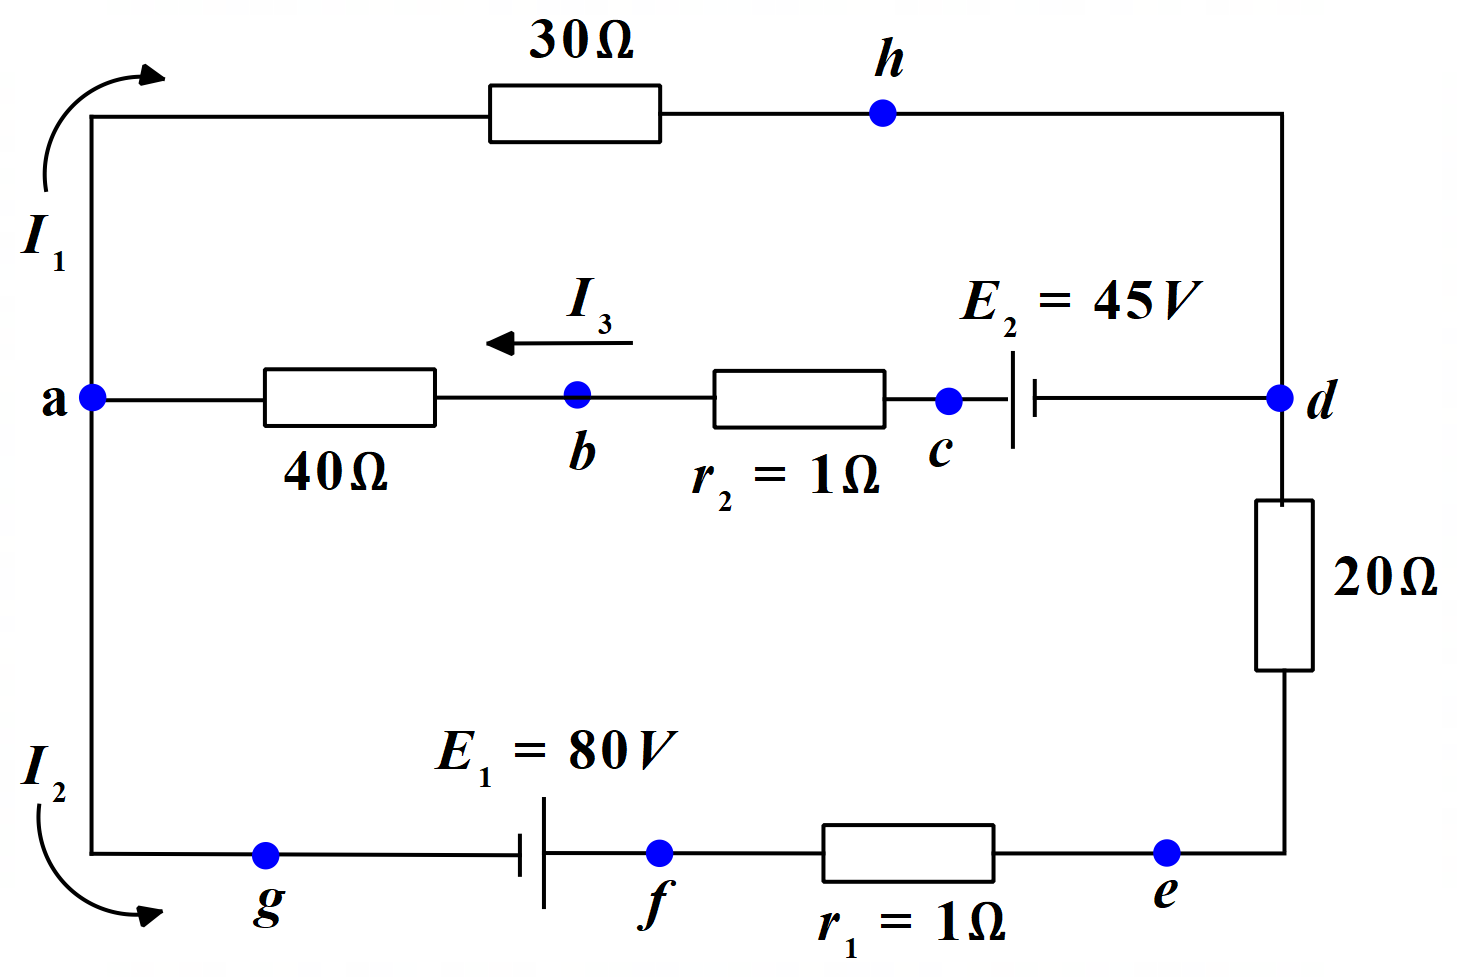 30Ω
h
I₁
I₃
E₂ = 45V
a
b
c
d
40Ω
r₂ = 1Ω
20Ω
I₂
E₁ = 80V
g
f
e
r₁ = 1Ω